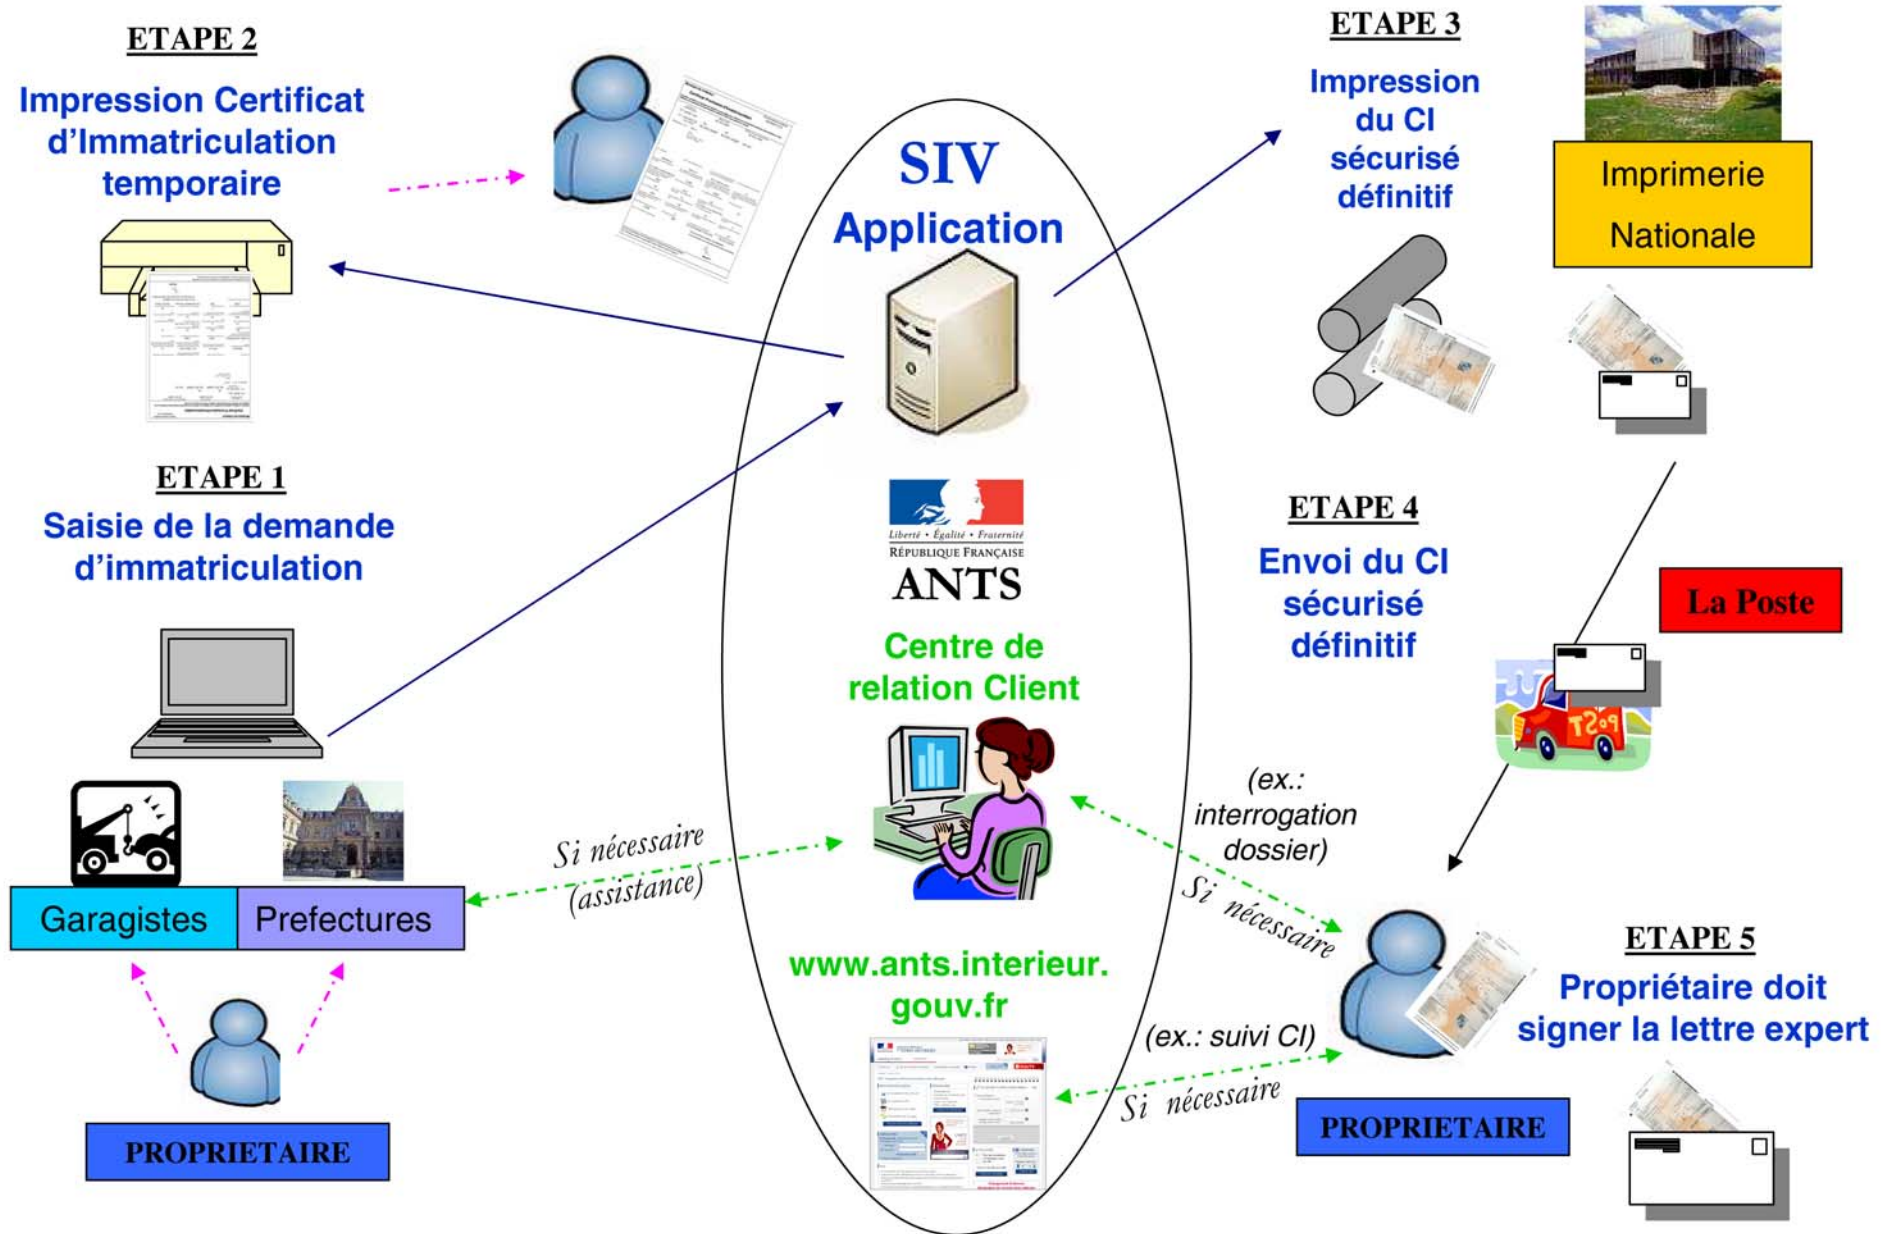 ETAPE 2
Impression Certificat
d’Immatriculation
temporaire
ETAPE 1
Saisie de la demande
d’immatriculation
Garagistes
Prefectures
PROPRIETAIRE
Si nécessaire
(assistance)
SIV
Application
Liberté • Égalité • Fraternité
RÉPUBLIQUE FRANÇAISE
ANTS
Centre de
relation Client
www.ants.interieur.
gouv.fr
ETAPE 3
Impression
du CI
sécurisé
définitif
Imprimerie
Nationale
ETAPE 4
Envoi du CI
sécurisé
définitif
La Poste
POST
(ex.:
interrogation
dossier)
Si nécessaire
(ex.: suivi CI)
Si nécessaire
PROPRIETAIRE
ETAPE 5
Propriétaire doit
signer la lettre expert